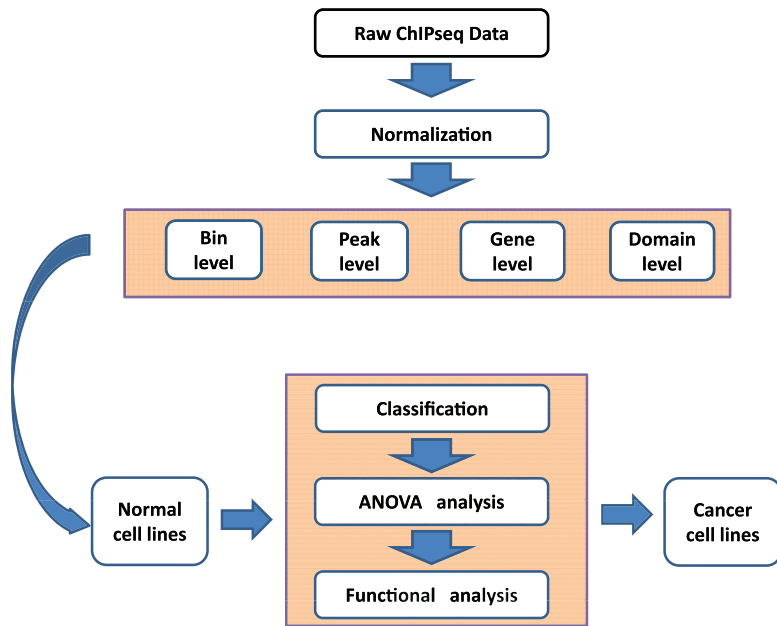 Raw ChIPseq Data
Normalization
Bin
level
Peak
level
Gene
level
Domain
level
Classification
ANOVA analysis
Functional analysis
Normal
cell lines
Cancer
cell lines